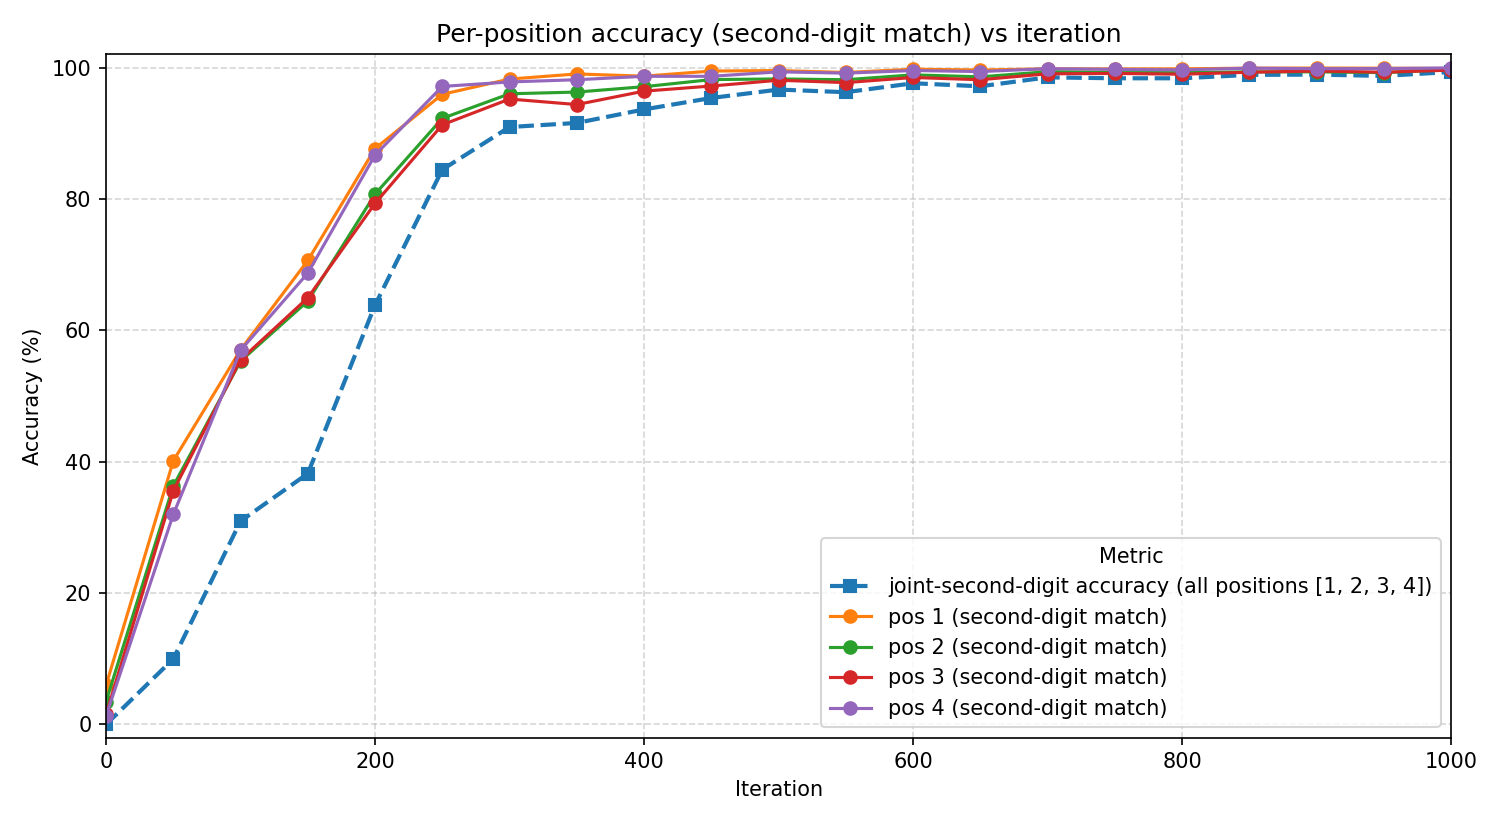 Per-position accuracy (second-digit match) vs iteration
100
80
60
40
20
0
Accuracy (%)
0 200 400 600 800 1000
Iteration
Metric
joint-second-digit accuracy (all positions [1, 2, 3, 4])
pos 1 (second-digit match)
pos 2 (second-digit match)
pos 3 (second-digit match)
pos 4 (second-digit match)